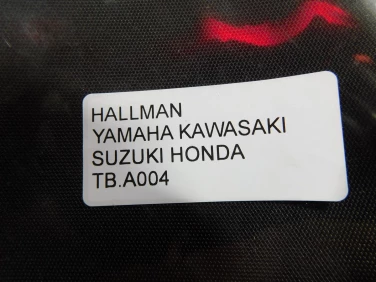 HALLMAN
YAMAHA KAWASAKI
SUZUKI HONDA
TB.A004